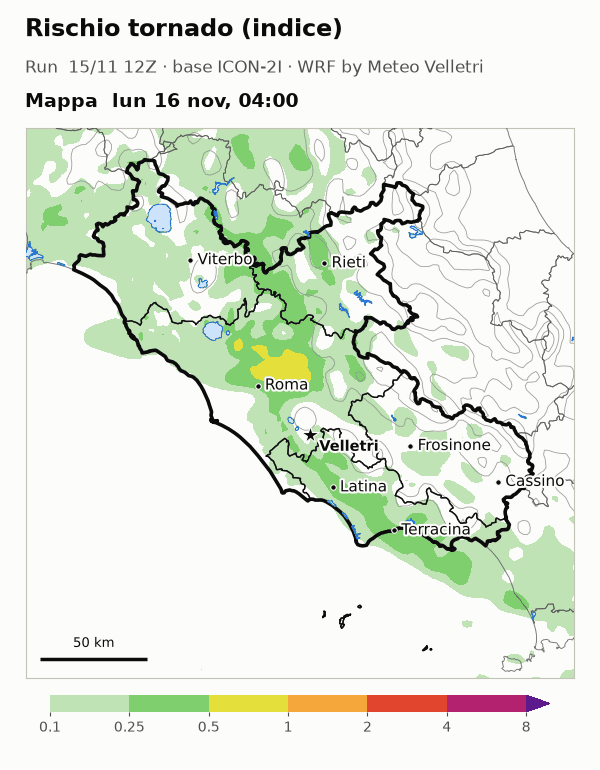 Rischio tornado (indice)
Run  15/11 12Z · base ICON-2I · WRF by Meteo Velletri
Mappa  lun 16 nov, 04:00
Viterbo
Rieti
Roma
Velletri
Frosinone
Cassino
Latina
Terracina
50 km
0.1 0.25 0.5 1 2 4 8